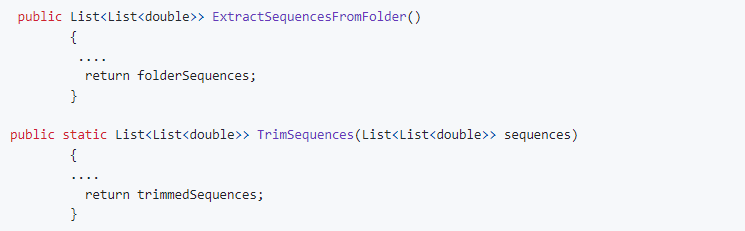 public List<List<double>> ExtractSequencesFromFolder()
{
....
return folderSequences;
}
public static List<List<double>> TrimSequences(List<List<double>> sequences)
{
....
return trimmedSequences;
}